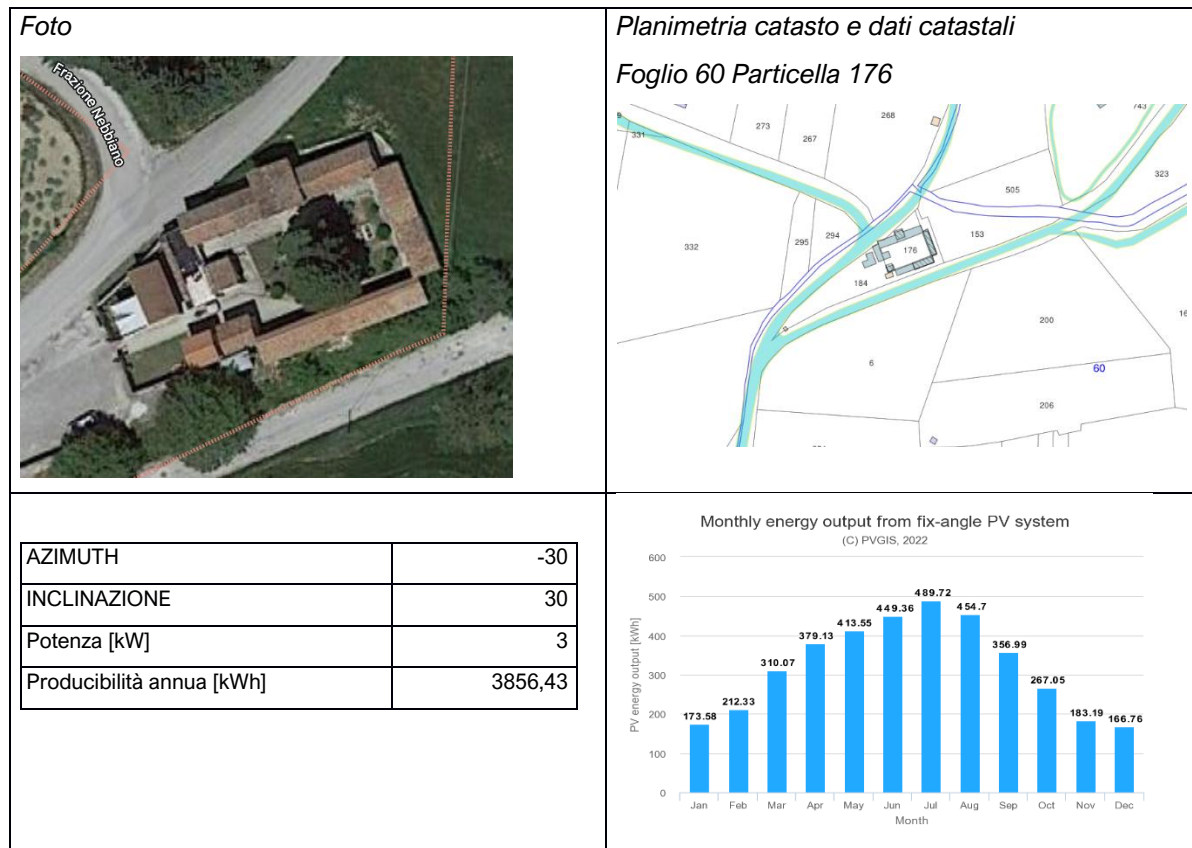 Foto
Frazione Nebbiano
Planimetria catasto e dati catastali
Foglio 60 Particella 176
331
273
267
268
743
323
505
332
295
294
176
153
184
200
6
60
206
AZIMUTH -30
INCLINAZIONE 30
Potenza [kW] 3
Producibilità annua [kWh] 3856,43
Monthly energy output from fix-angle PV system
(C) PVGIS, 2022
PV energy output [kWh]
600
500
400
300
200
100
0
173.58
212.33
310.07
379.13
413.55
449.36
489.72
454.7
356.99
267.05
183.19
166.76
Jan Feb Mar Apr May Jun Jul Aug Sep Oct Nov Dec
Month